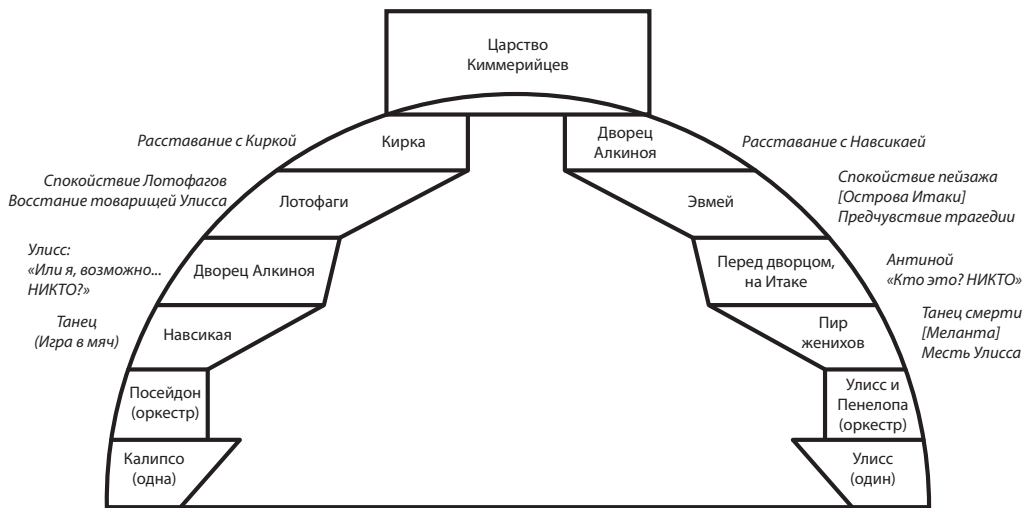 Царство
Киммерийцев
Расставание с Киркой
Кирка
Дворец
Алкиноя
Расставание с Навсикаей
Спокойствие Лотофагов
Восстание товарищей Улисса
Лотофаги
Эвмей
Спокойствие пейзажа
[Острова Итаки]
Предчувствие трагедии
Улисс:
«Или я, возможно...
НИКТО?»
Дворец Алкиноя
Перед дворцом,
на Итаке
Антиной
«Кто это? НИКТО»
Танец
(Игра в мяч)
Навсикая
Пир
женихов
Танец смерти
[Меланта]
Месть Улисса
Посейдон
(оркестр)
Улисс и
Пенелопа
(оркестр)
Калипсо
(одна)
Улисс
(один)